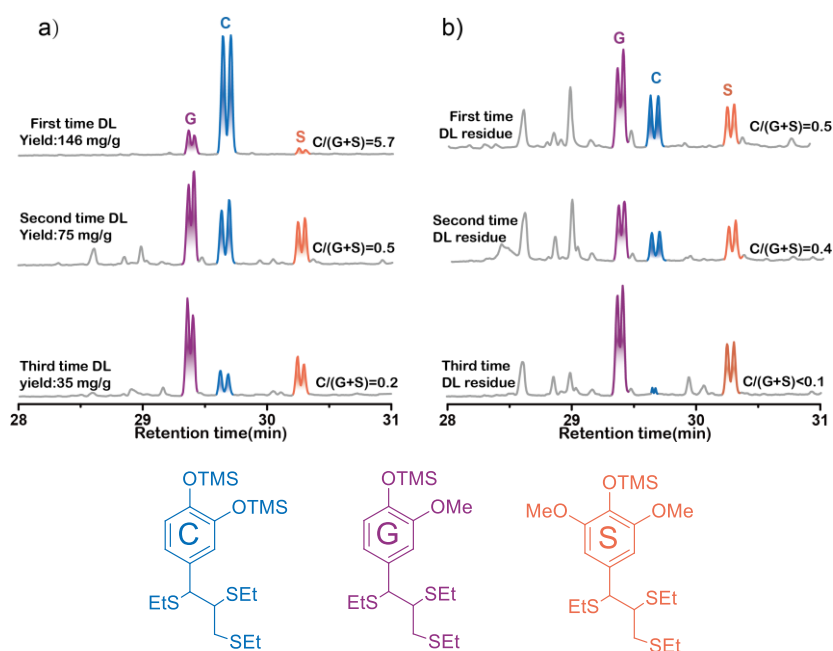 a)
C
G
S
First time DL
Yield:146 mg/g
C/(G+S)=5.7
Second time DL
Yield:75 mg/g
C/(G+S)=0.5
Third time DL
yield:35 mg/g
C/(G+S)=0.2
28 29 30 31
Retention time(min)
b)
G
C
S
First time
DL residue
C/(G+S)=0.5
Second time
DL residue
C/(G+S)=0.4
Third time
DL residue
C/(G+S)<0.1
28 29 30 31
Retention time(min)
OTMS
OTMS
C
EtS
SEt
SEt
OTMS
OMe
G
EtS
SEt
SEt
OTMS
MeO
OMe
S
EtS
SEt
SEt